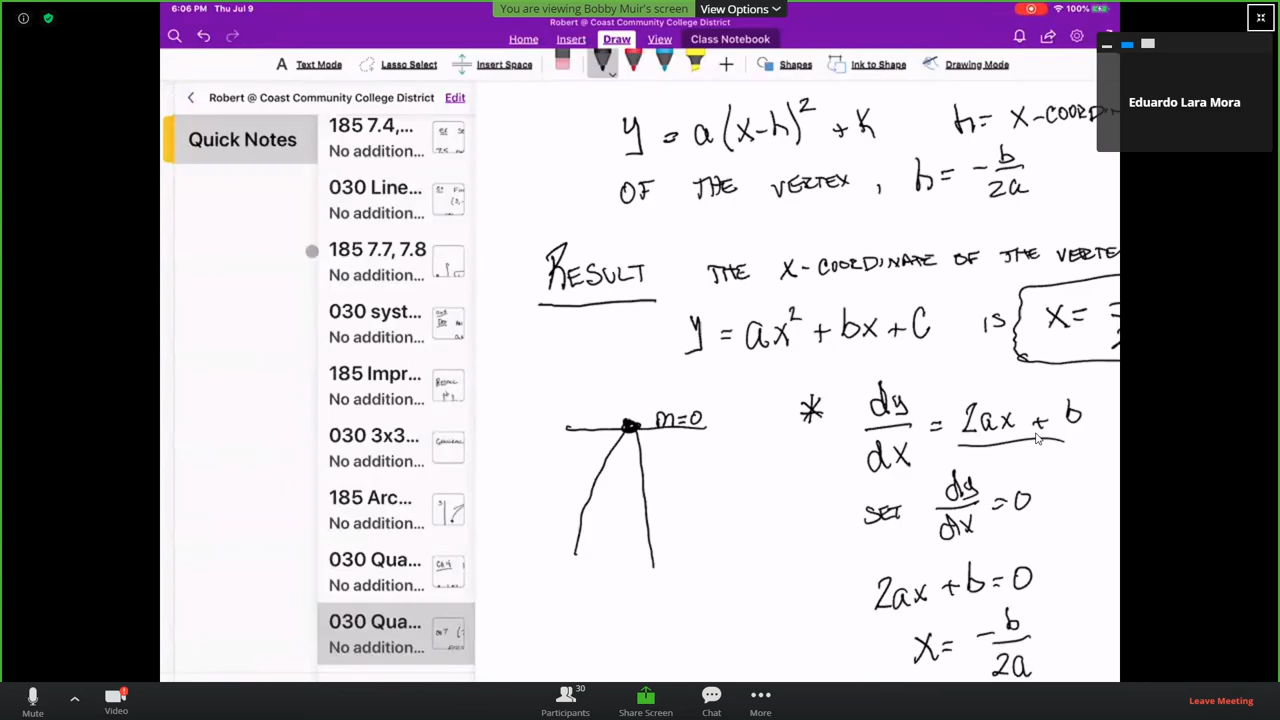 6:06 PM Thu Jul 9
You are viewing Bobby Muir's screen
View Options
100%
Robert @ Coast Community College District
Home Insert Draw View Class Notebook
Text Mode Lasso Select Insert Space Shapes Ink to Shape Drawing Mode
Eduardo Lara Mora
Robert @ Coast Community College District Edit
Quick Notes
185 7.4,...
No addition...
030 Line...
No addition...
185 7.7, 7.8
No addition...
030 syst...
No addition...
185 Impr...
No addition...
030 3x3...
No addition...
185 Arc...
No addition...
030 Qua...
No addition...
030 Qua...
No addition...
y = a(x-h)² + k h = x-COORDIN
OF THE VERTEX, h = -b/2a
RESULT THE X-COORDINATE OF THE VERTE
y = ax² + bx + C IS x =
m=0
* dy/dx = 2ax + b
SET dy/dx = 0
2ax + b = 0
x = -b/2a
Mute
Video
Participants 30
Share Screen
Chat
More
Leave Meeting